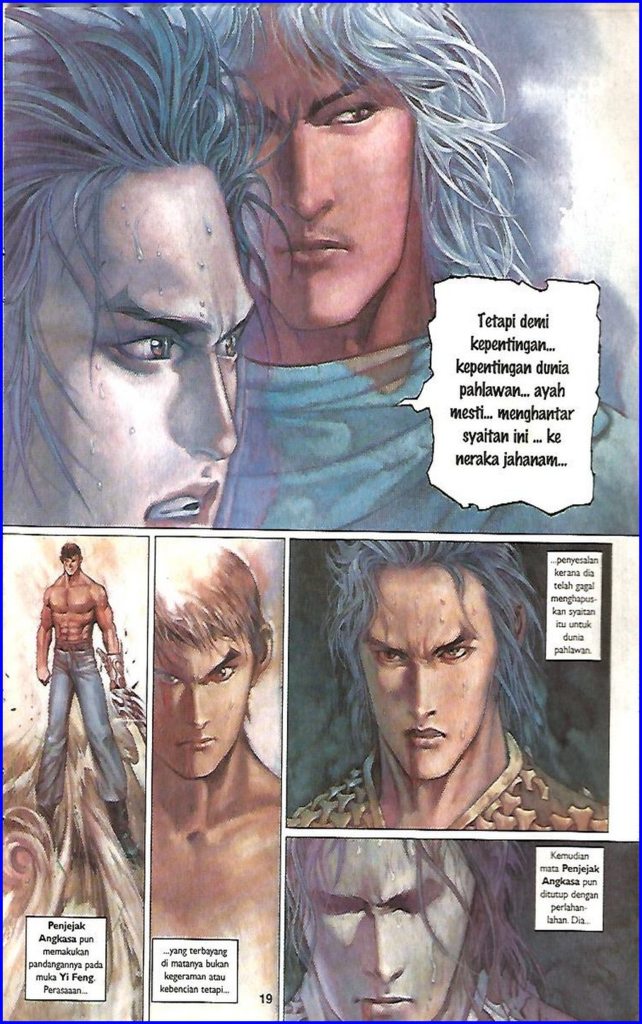 Tetapi demi
kepentingan...
kepentingan dunia
pahlawan... ayah
mesti... menghantar
syaitan ini ... ke
neraka jahanam...
Penjejak
Angkasa pun
memakukan
pandangannya pada
muka Yi Feng.
Perasaaan...
...yang terbayang
di matanya bukan
kegeraman atau
kebencian tetapi...
19
...penyesalan
kerana dia
telah gagal
menghapus-
kan syaitan
itu untuk
dunia
pahlawan.
Kemudian
mata Penjejak
Angkasa pun
ditutup dengan
perlahan-
lahan. Dia...